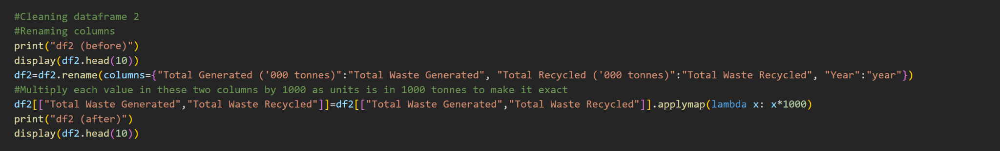 #Cleaning dataframe 2
#Renaming columns
print("df2 (before)")
display(df2.head(10))
df2=df2.rename(columns={"Total Generated ('000 tonnes)":"Total Waste Generated", "Total Recycled ('000 tonnes)":"Total Waste Recycled", "Year":"year"})
#Multiply each value in these two columns by 1000 as units is in 1000 tonnes to make it exact
df2[["Total Waste Generated","Total Waste Recycled"]]=df2[["Total Waste Generated","Total Waste Recycled"]].applymap(lambda x: x*1000)
print("df2 (after)")
display(df2.head(10))